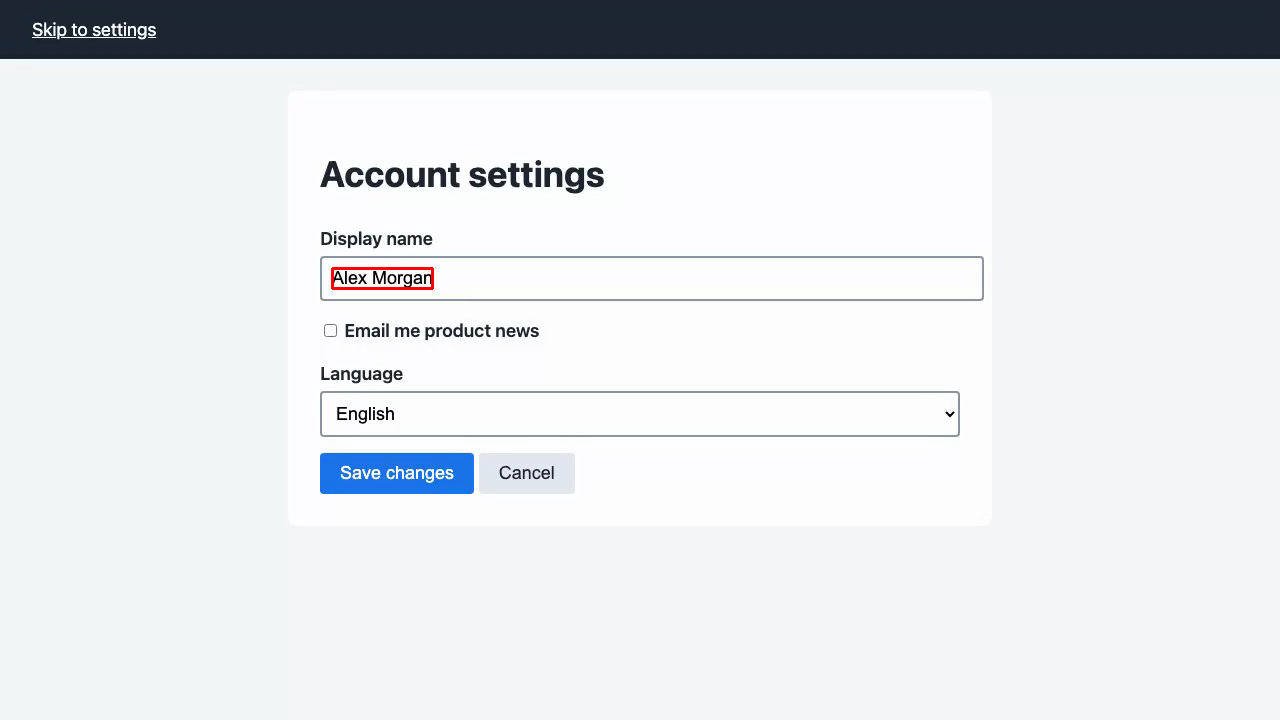 Skip to settings
Account settings
Display name
Alex Morgan
Email me product news
Language
English
Save changes Cancel